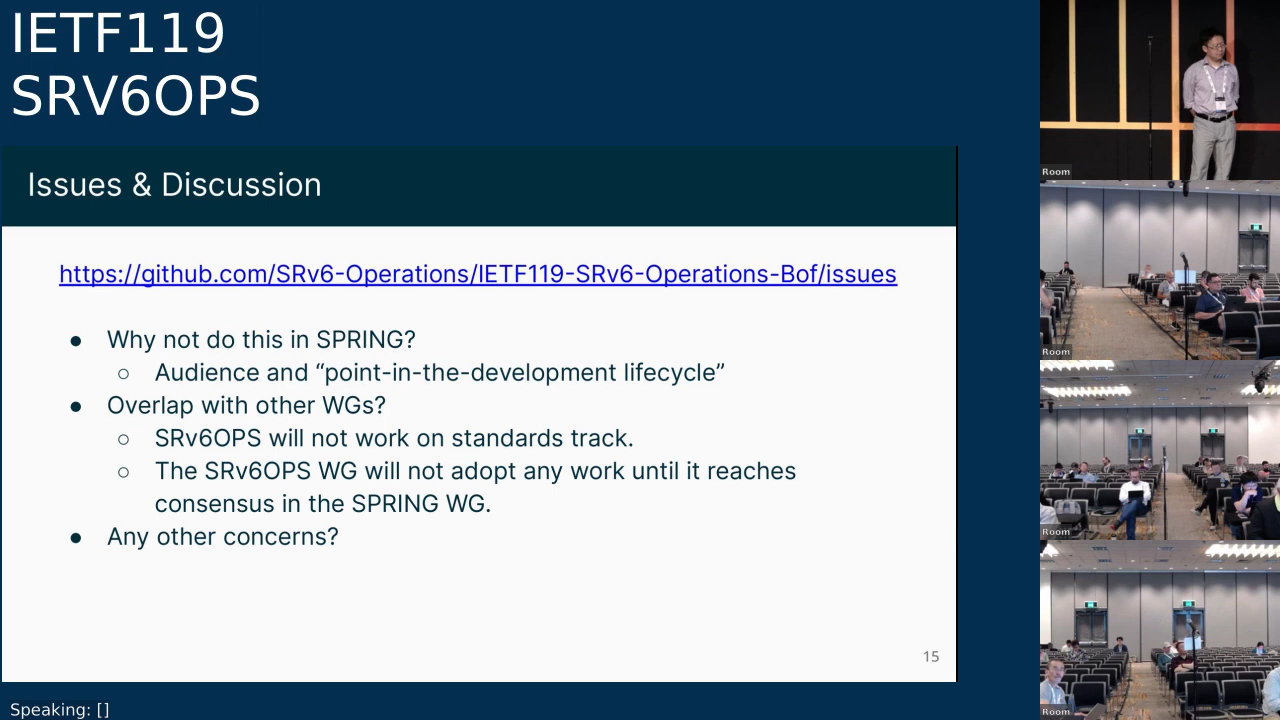 IETF119
SRV6OPS
Issues & Discussion
https://github.com/SRv6-Operations/IETF119-SRv6-Operations-Bof/issues
● Why not do this in SPRING?
○ Audience and “point-in-the-development lifecycle”
● Overlap with other WGs?
○ SRv6OPS will not work on standards track.
○ The SRv6OPS WG will not adopt any work until it reaches
consensus in the SPRING WG.
● Any other concerns?
15
Speaking: []
Room
Room
Room
Room